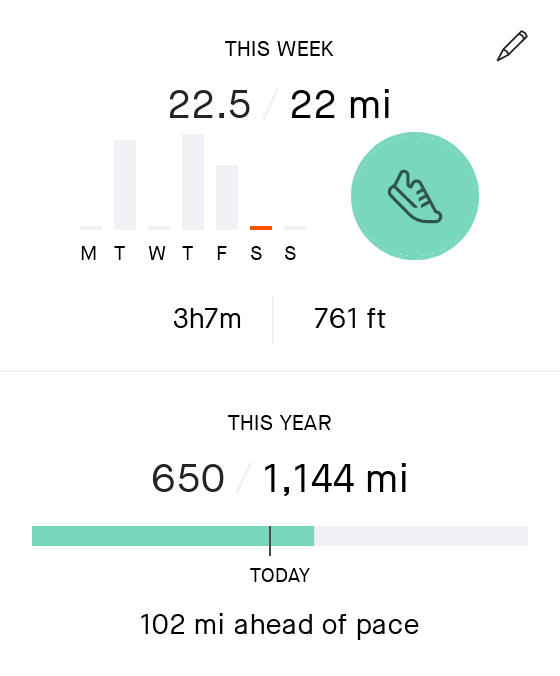 THIS WEEK
22.5 / 22 mi
M T W T F S S
3h7m 761 ft
THIS YEAR
650 / 1,144 mi
TODAY
102 mi ahead of pace